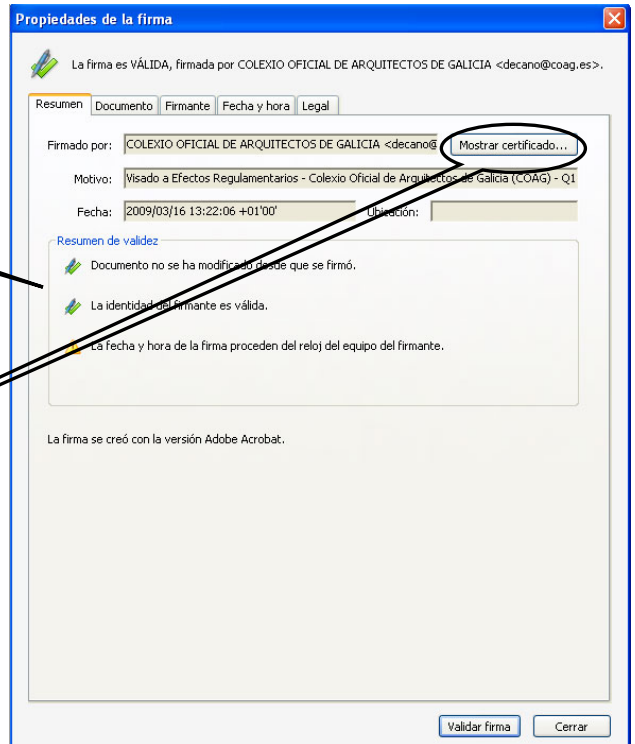 Propiedades de la firma
La firma es VÁLIDA, firmada por COLEXIO OFICIAL DE ARQUITECTOS DE GALICIA <decano@coag.es>.
Resumen Documento Firmante Fecha y hora Legal
Firmado por: COLEXIO OFICIAL DE ARQUITECTOS DE GALICIA <decano@ Mostrar certificado...
Motivo: Visado a Efectos Regulamentarios - Colexio Oficial de Arquitectos de Galicia (COAG) - Q1
Fecha: 2009/03/16 13:22:06 +01'00' Ubicación:
Resumen de validez
Documento no se ha modificado desde que se firmó.
La identidad del firmante es válida.
La fecha y hora de la firma proceden del reloj del equipo del firmante.
La firma se creó con la versión Adobe Acrobat.
Validar firma Cerrar